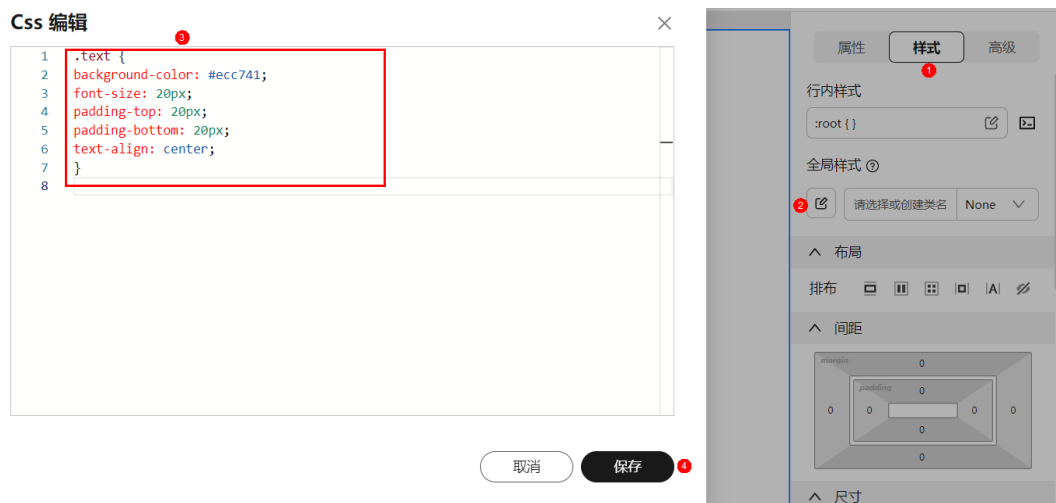 Css 编辑
3
1 .text {
2 background-color: #ecc741;
3 font-size: 20px;
4 padding-top: 20px;
5 padding-bottom: 20px;
6 text-align: center;
7 }
8
取消
保存
4
属性
样式
高级
1
行内样式
:root { }
全局样式
2
请选择或创建类名
None
布局
排布
A
间距
margin
0
padding
0
0
0
0
0
0
0
尺寸